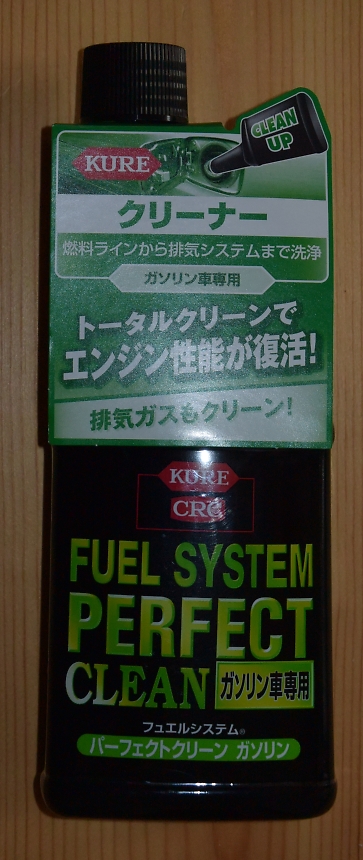 CLEAN
UP
KURE
クリーナー
燃料ラインから排気システムまで洗浄
ガソリン車専用
トータルクリーンで
エンジン性能が復活!
排気ガスもクリーン!
KURE
CRC
FUEL SYSTEM
PERFECT
CLEAN ガソリン車専用
フュエルシステム®
パーフェクトクリーン ガソリン